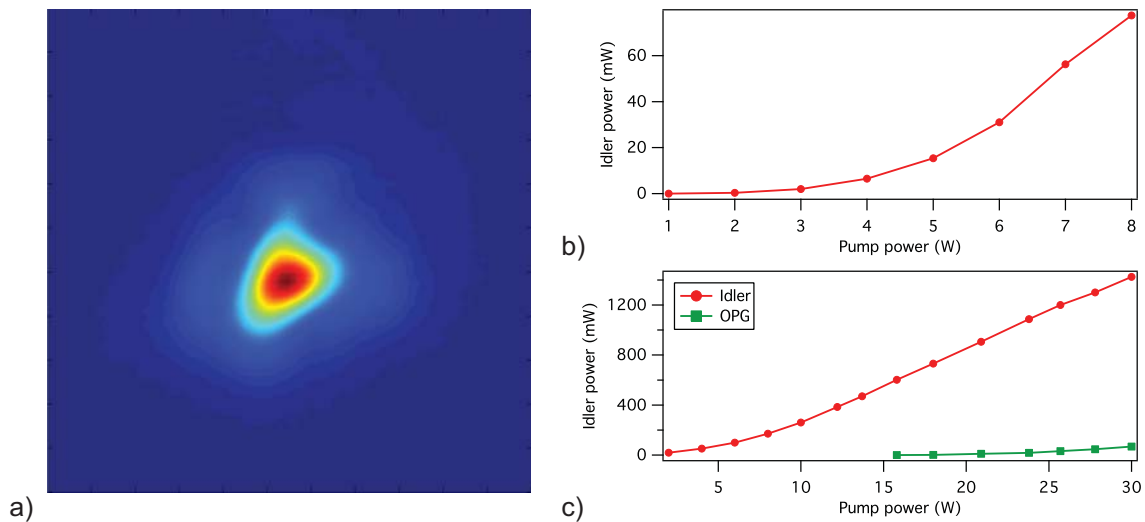 a)
b)
Idler power (mW)
60
40
20
0
1 2 3 4 5 6 7 8
Pump power (W)
c)
Idler power (mW)
1200
800
400
0
Idler
OPG
5 10 15 20 25 30
Pump power (W)